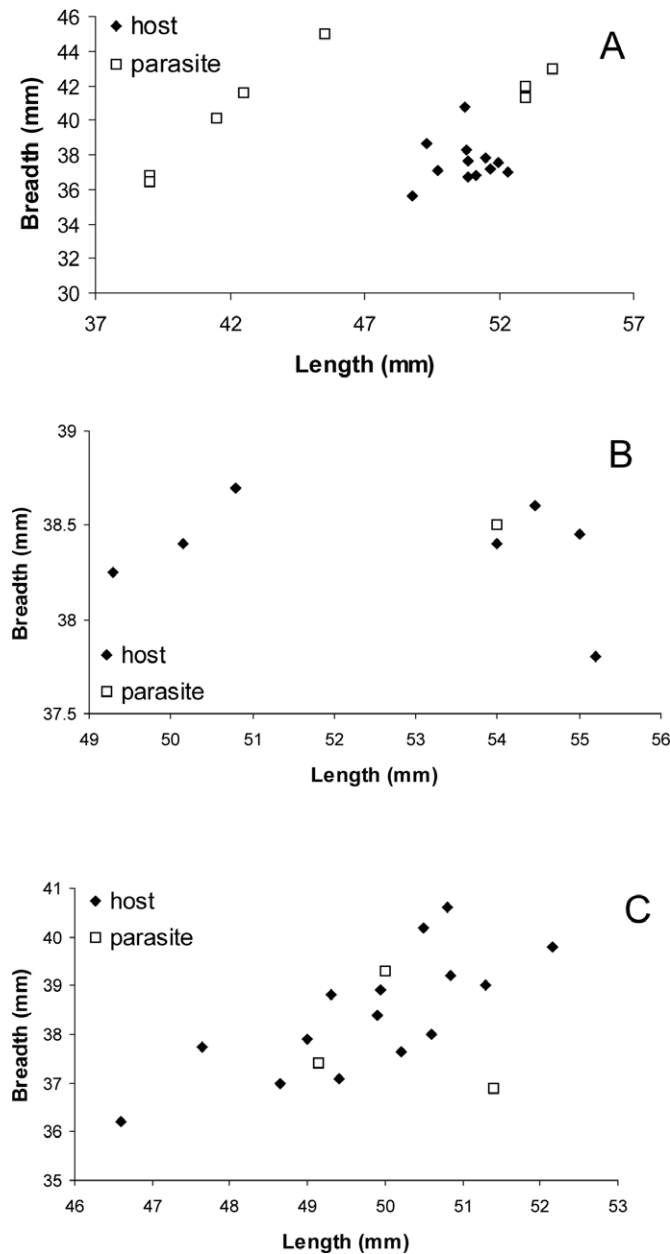 46
host
A
44
parasite
42
40
38
36
34
32
30
Breadth (mm)
37 42 47 52 57
Length (mm)
39
B
38.5
38
host
parasite
37.5
Breadth (mm)
49 50 51 52 53 54 55 56
Length (mm)
41
host
C
40
parasite
39
38
37
36
35
Breadth (mm)
46 47 48 49 50 51 52 53
Length (mm)